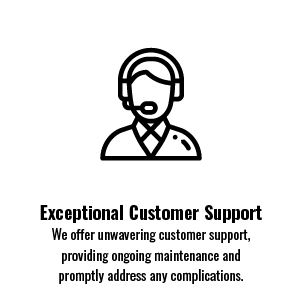 Exceptional Customer Support
We offer unwavering customer support,
providing ongoing maintenance and
promptly address any complications.